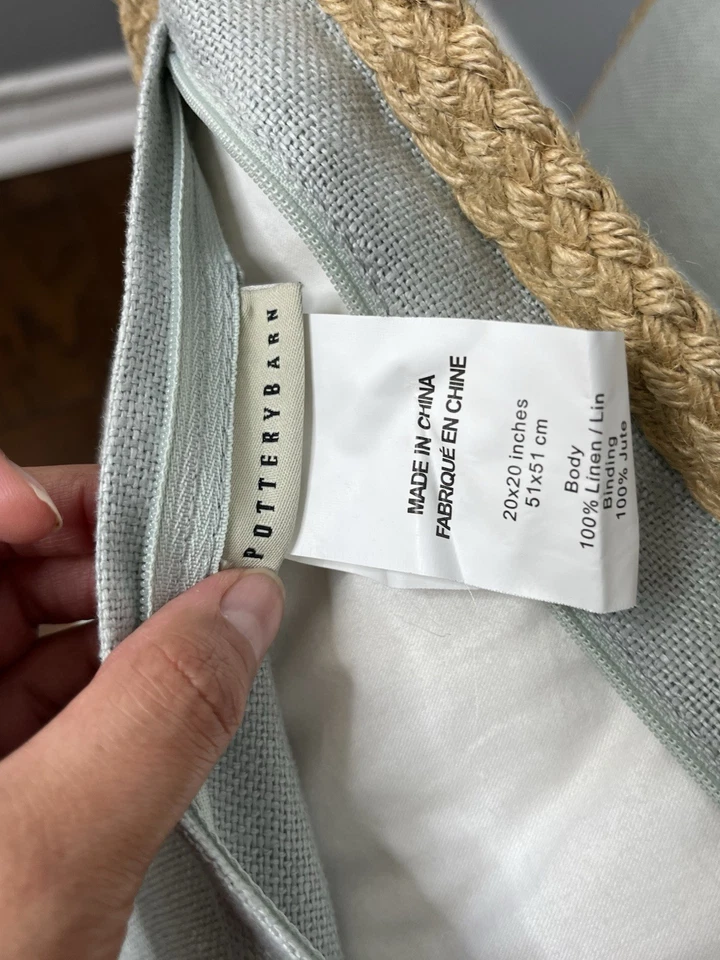 POTTERYBARN
MADE IN CHINA
FABRIQUÉ EN CHINE
20x20 inches
51x51 cm
Body
100% Linen / Lin
Binding
100% Jute